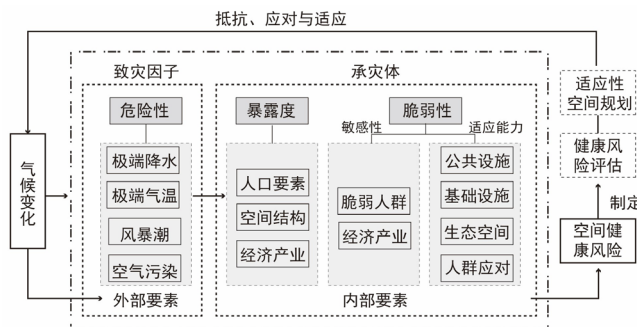 抵抗、应对与适应
致灾因子
承灾体
危险性
暴露度
脆弱性
敏感性
适应能力
适应性
空间规划
气候变化
极端降水
极端气温
风暴潮
空气污染
人口要素
空间结构
经济产业
脆弱人群
经济产业
公共设施
基础设施
生态空间
人群应对
健康风
险评估
制定
空间健
康风险
外部要素
内部要素